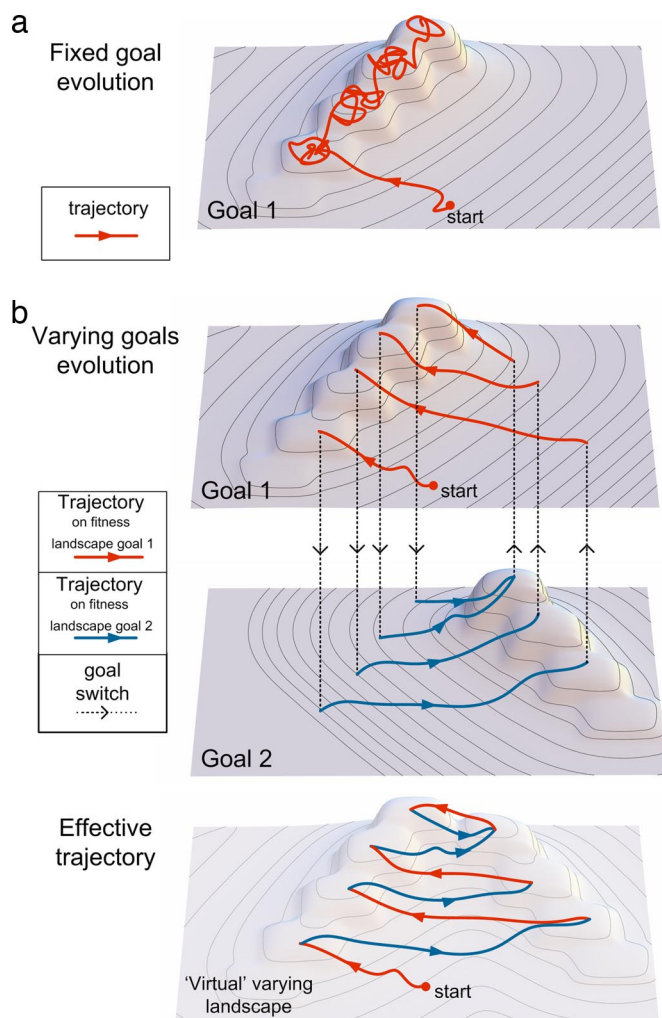 a
Fixed goal
evolution
trajectory
Goal 1
start
b
Varying goals
evolution
Goal 1
start
Trajectory
on fitness
landscape goal 1
Trajectory
on fitness
landscape goal 2
goal
switch
Goal 2
Effective
trajectory
'Virtual' varying
landscape
start